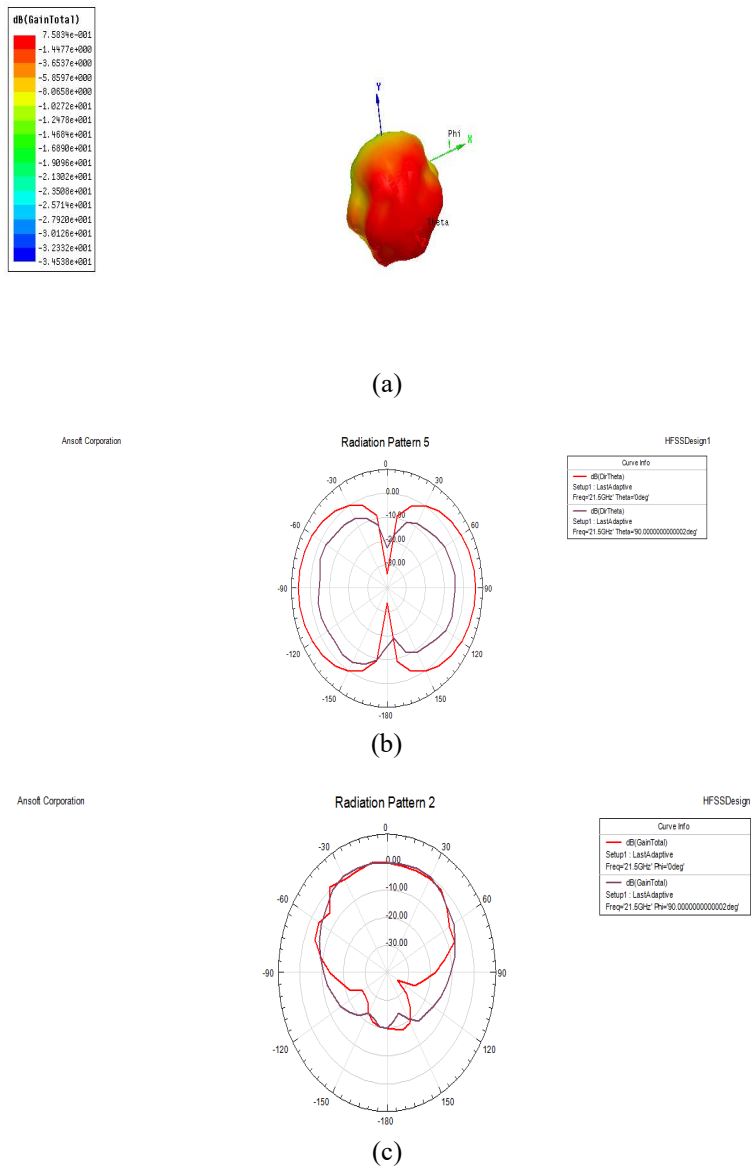 dB(GainTotal)
7.5834e-001
-1.4477e+000
-3.6537e+000
-5.8597e+000
-8.0658e+000
-1.0272e+001
-1.2478e+001
-1.4684e+001
-1.6890e+001
-1.9096e+001
-2.1302e+001
-2.3508e+001
-2.5714e+001
-2.7920e+001
-3.0126e+001
-3.2332e+001
-3.4538e+001
Y
Phi
X
Theta
(a)
Ansoft Corporation
Radiation Pattern 5
HFSSDesign1
0
-30
30
-60
60
-90
90
-120
120
-150
150
-180
0.00
-10.00
-20.00
-30.00
Curve Info
dB(DirTheta)
Setup1 : LastAdaptive
Freq='21.5GHz' Theta='0deg'
dB(DirTheta)
Setup1 : LastAdaptive
Freq='21.5GHz' Theta='90.0000000000002deg'
(b)
Ansoft Corporation
Radiation Pattern 2
HFSSDesign
0
-30
30
-60
60
-90
90
-120
120
-150
150
-180
0.00
-10.00
-20.00
-30.00
Curve Info
dB(GainTotal)
Setup1 : LastAdaptive
Freq='21.5GHz' Phi='0deg'
dB(GainTotal)
Setup1 : LastAdaptive
Freq='21.5GHz' Phi='90.0000000000002deg'
(c)